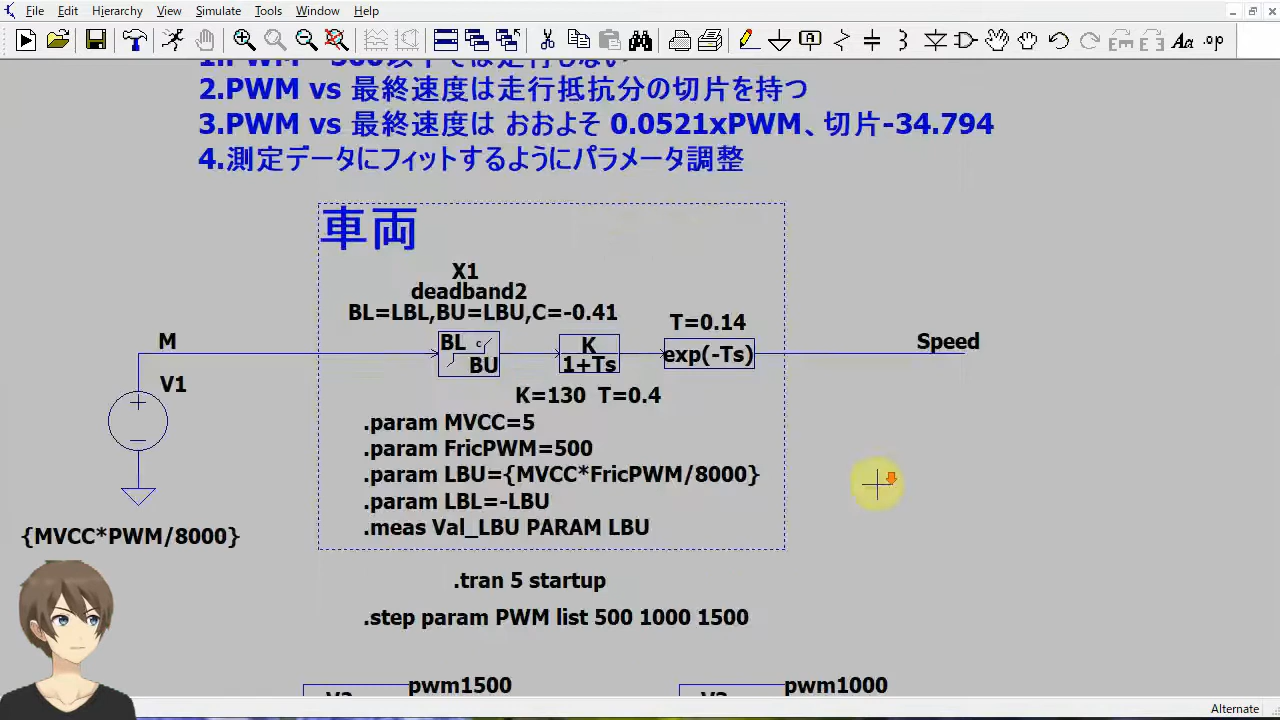 File Edit Hierarchy View Simulate Tools Window Help
2.PWM vs 最終速度は走行抵抗分の切片を持つ
3.PWM vs 最終速度は おおよそ 0.0521xPWM、切片-34.794
4.測定データにフィットするようにパラメータ調整
車両
X1
deadband2
BL=LBL,BU=LBU,C=-0.41
T=0.14
M
BL c
BU
K
1+Ts
exp(-Ts)
Speed
V1
K=130 T=0.4
.param MVCC=5
.param FricPWM=500
.param LBU={MVCC*FricPWM/8000}
.param LBL=-LBU
.meas Val_LBU PARAM LBU
{MVCC*PWM/8000}
.tran 5 startup
.step param PWM list 500 1000 1500
pwm1500
pwm1000
Alternate